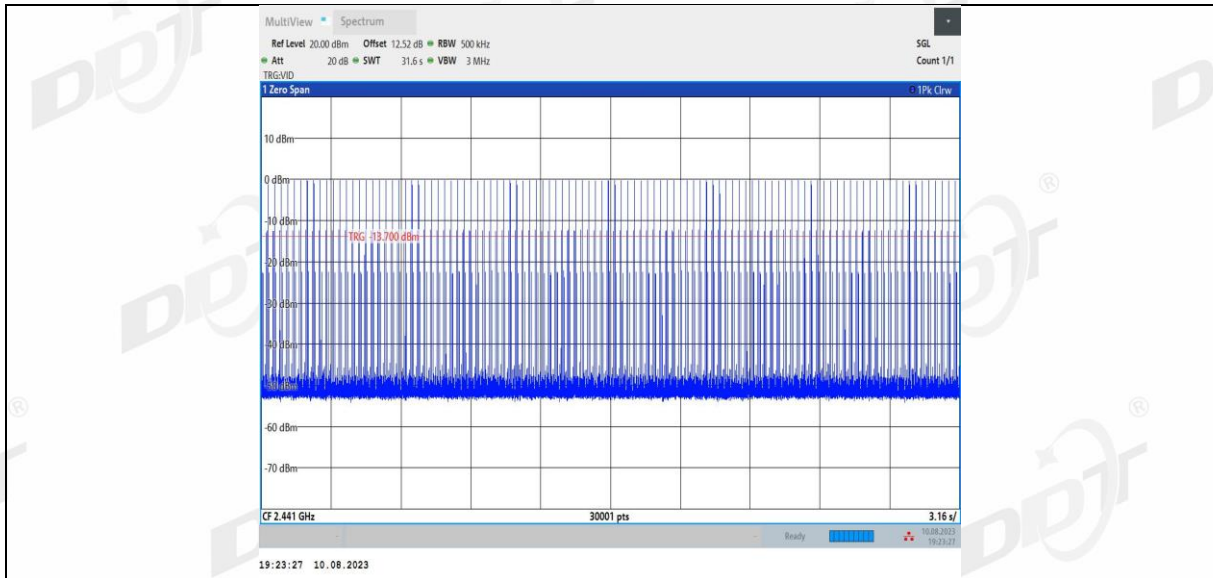 MultiView Spectrum
Ref Level 20.00 dBm Offset 12.52 dB RBW 500 kHz SGL
Att 20 dB SWT 31.6 s VBW 3 MHz Count 1/1
TRG:VID
1 Zero Span 1Pk Clrw
10 dBm
0 dBm
-10 dBm
TRG -13.700 dBm
-20 dBm
-30 dBm
-40 dBm
-50 dBm
-60 dBm
-70 dBm
CF 2.441 GHz 30001 pts 3.16 s/
Ready 10.08.2023
19:23:27
19:23:27 10.08.2023
DDT ®